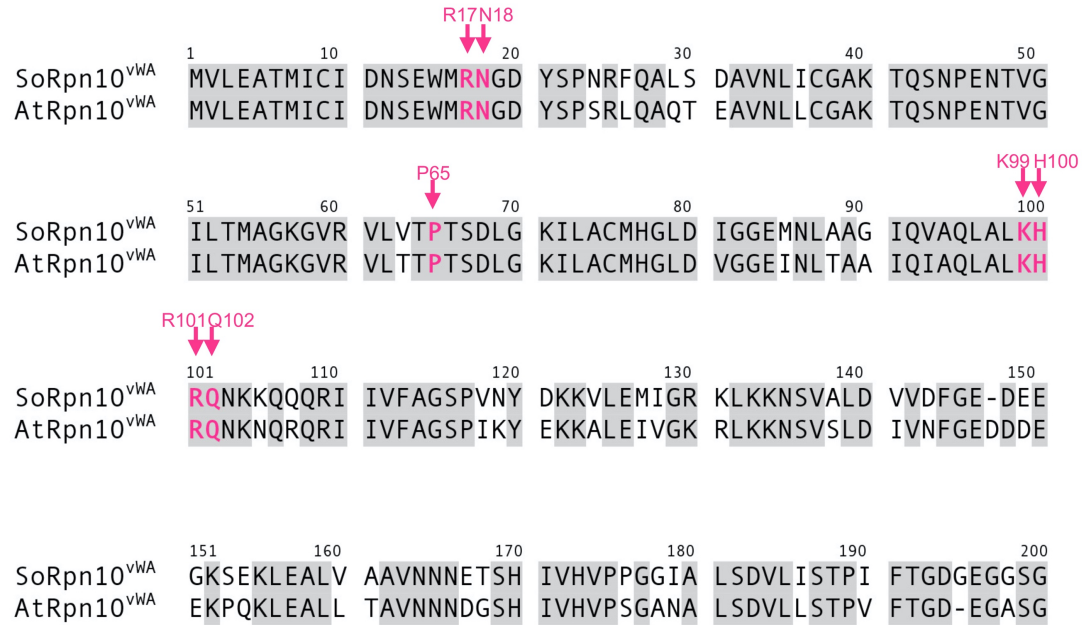 R17N18
1 10 20 30 40 50
SoRpn10vWA MVLEATMICI DNSEWMRNGD YSPNRFQALS DAVNLICGAK TQSNPENTVG
AtRpn10vWA MVLEATMICI DNSEWMRNGD YSPSRLQAQT EAVNLLCGAK TQSNPENTVG
P65 K99 H100
51 60 70 80 90 100
SoRpn10vWA ILTMAGKGVR VLVTPTSDLG KILACMHGLD IGGEMNLAAG IQVAQLALKH
AtRpn10vWA ILTMAGKGVR VLTTPTSDLG KILACMHGLD VGGEINLTAA IQIAQLALKH
R101Q102
101 110 120 130 140 150
SoRpn10vWA RQNKKQQQRI IVFAGSPVNY DKKVLEMIGR KLKKNSVALD VVDFGE-DEE
AtRpn10vWA RQNKNQRQRI IVFAGSPIKY EKKALEIVGK RLKKNSVSLD IVNFGEDDDE
151 160 170 180 190 200
SoRpn10vWA GKSEKLEALV AAVNNNETSH IVHVPPGGIA LSDVLISTPI FTGDGEGGSG
AtRpn10vWA EKPQKLEALL TAVNNNDGSH IVHVPSGANA LSDVLLSTPV FTGD-EGASG